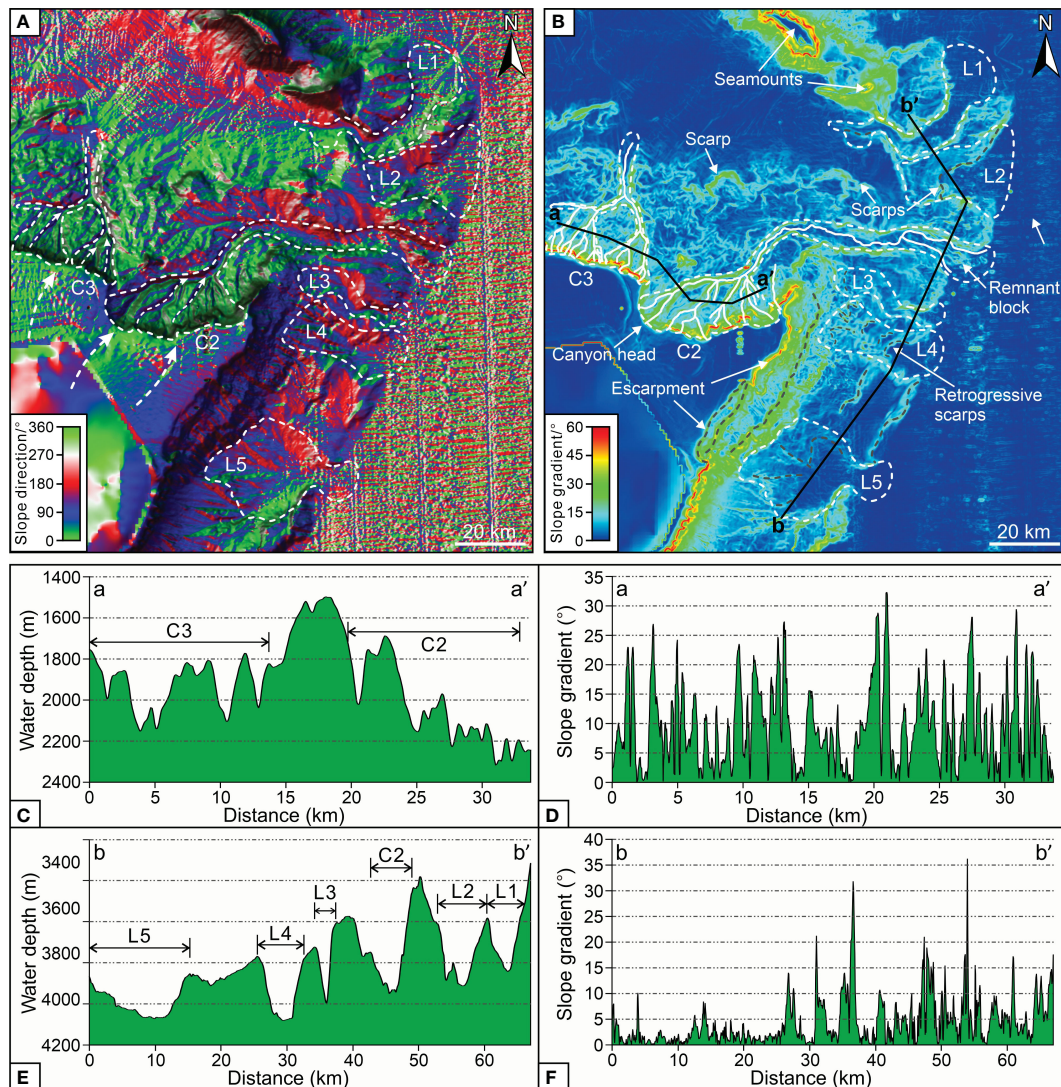 A
N
L1
L2
L3
L4
L5
C3
C2
360
270
180
90
0
Slope direction/°
20 km
B
N
Seamounts
L1
b'
Scarp
L2
Scarps
a
C3
a'
L3
Remnant
block
C2
Canyon head
L4
Escarpment
Retrogressive
scarps
L5
b
60
45
30
15
0
Slope gradient/°
20 km
a
a'
C3
C2
1400
1600
1800
2000
2200
2400
Water depth (m)
0 5 10 15 20 25 30
Distance (km)
C
a
a'
35
30
25
20
15
10
5
0
Slope gradient (°)
0 5 10 15 20 25 30
Distance (km)
D
b
b'
C2
L3
L2
L1
L5
L4
3400
3400
3600
3800
4000
4200
Water depth (m)
0 10 20 30 40 50 60
Distance (km)
E
b
b'
40
35
30
25
20
15
10
5
0
Slope gradient (°)
0 10 20 30 40 50 60
Distance (km)
F